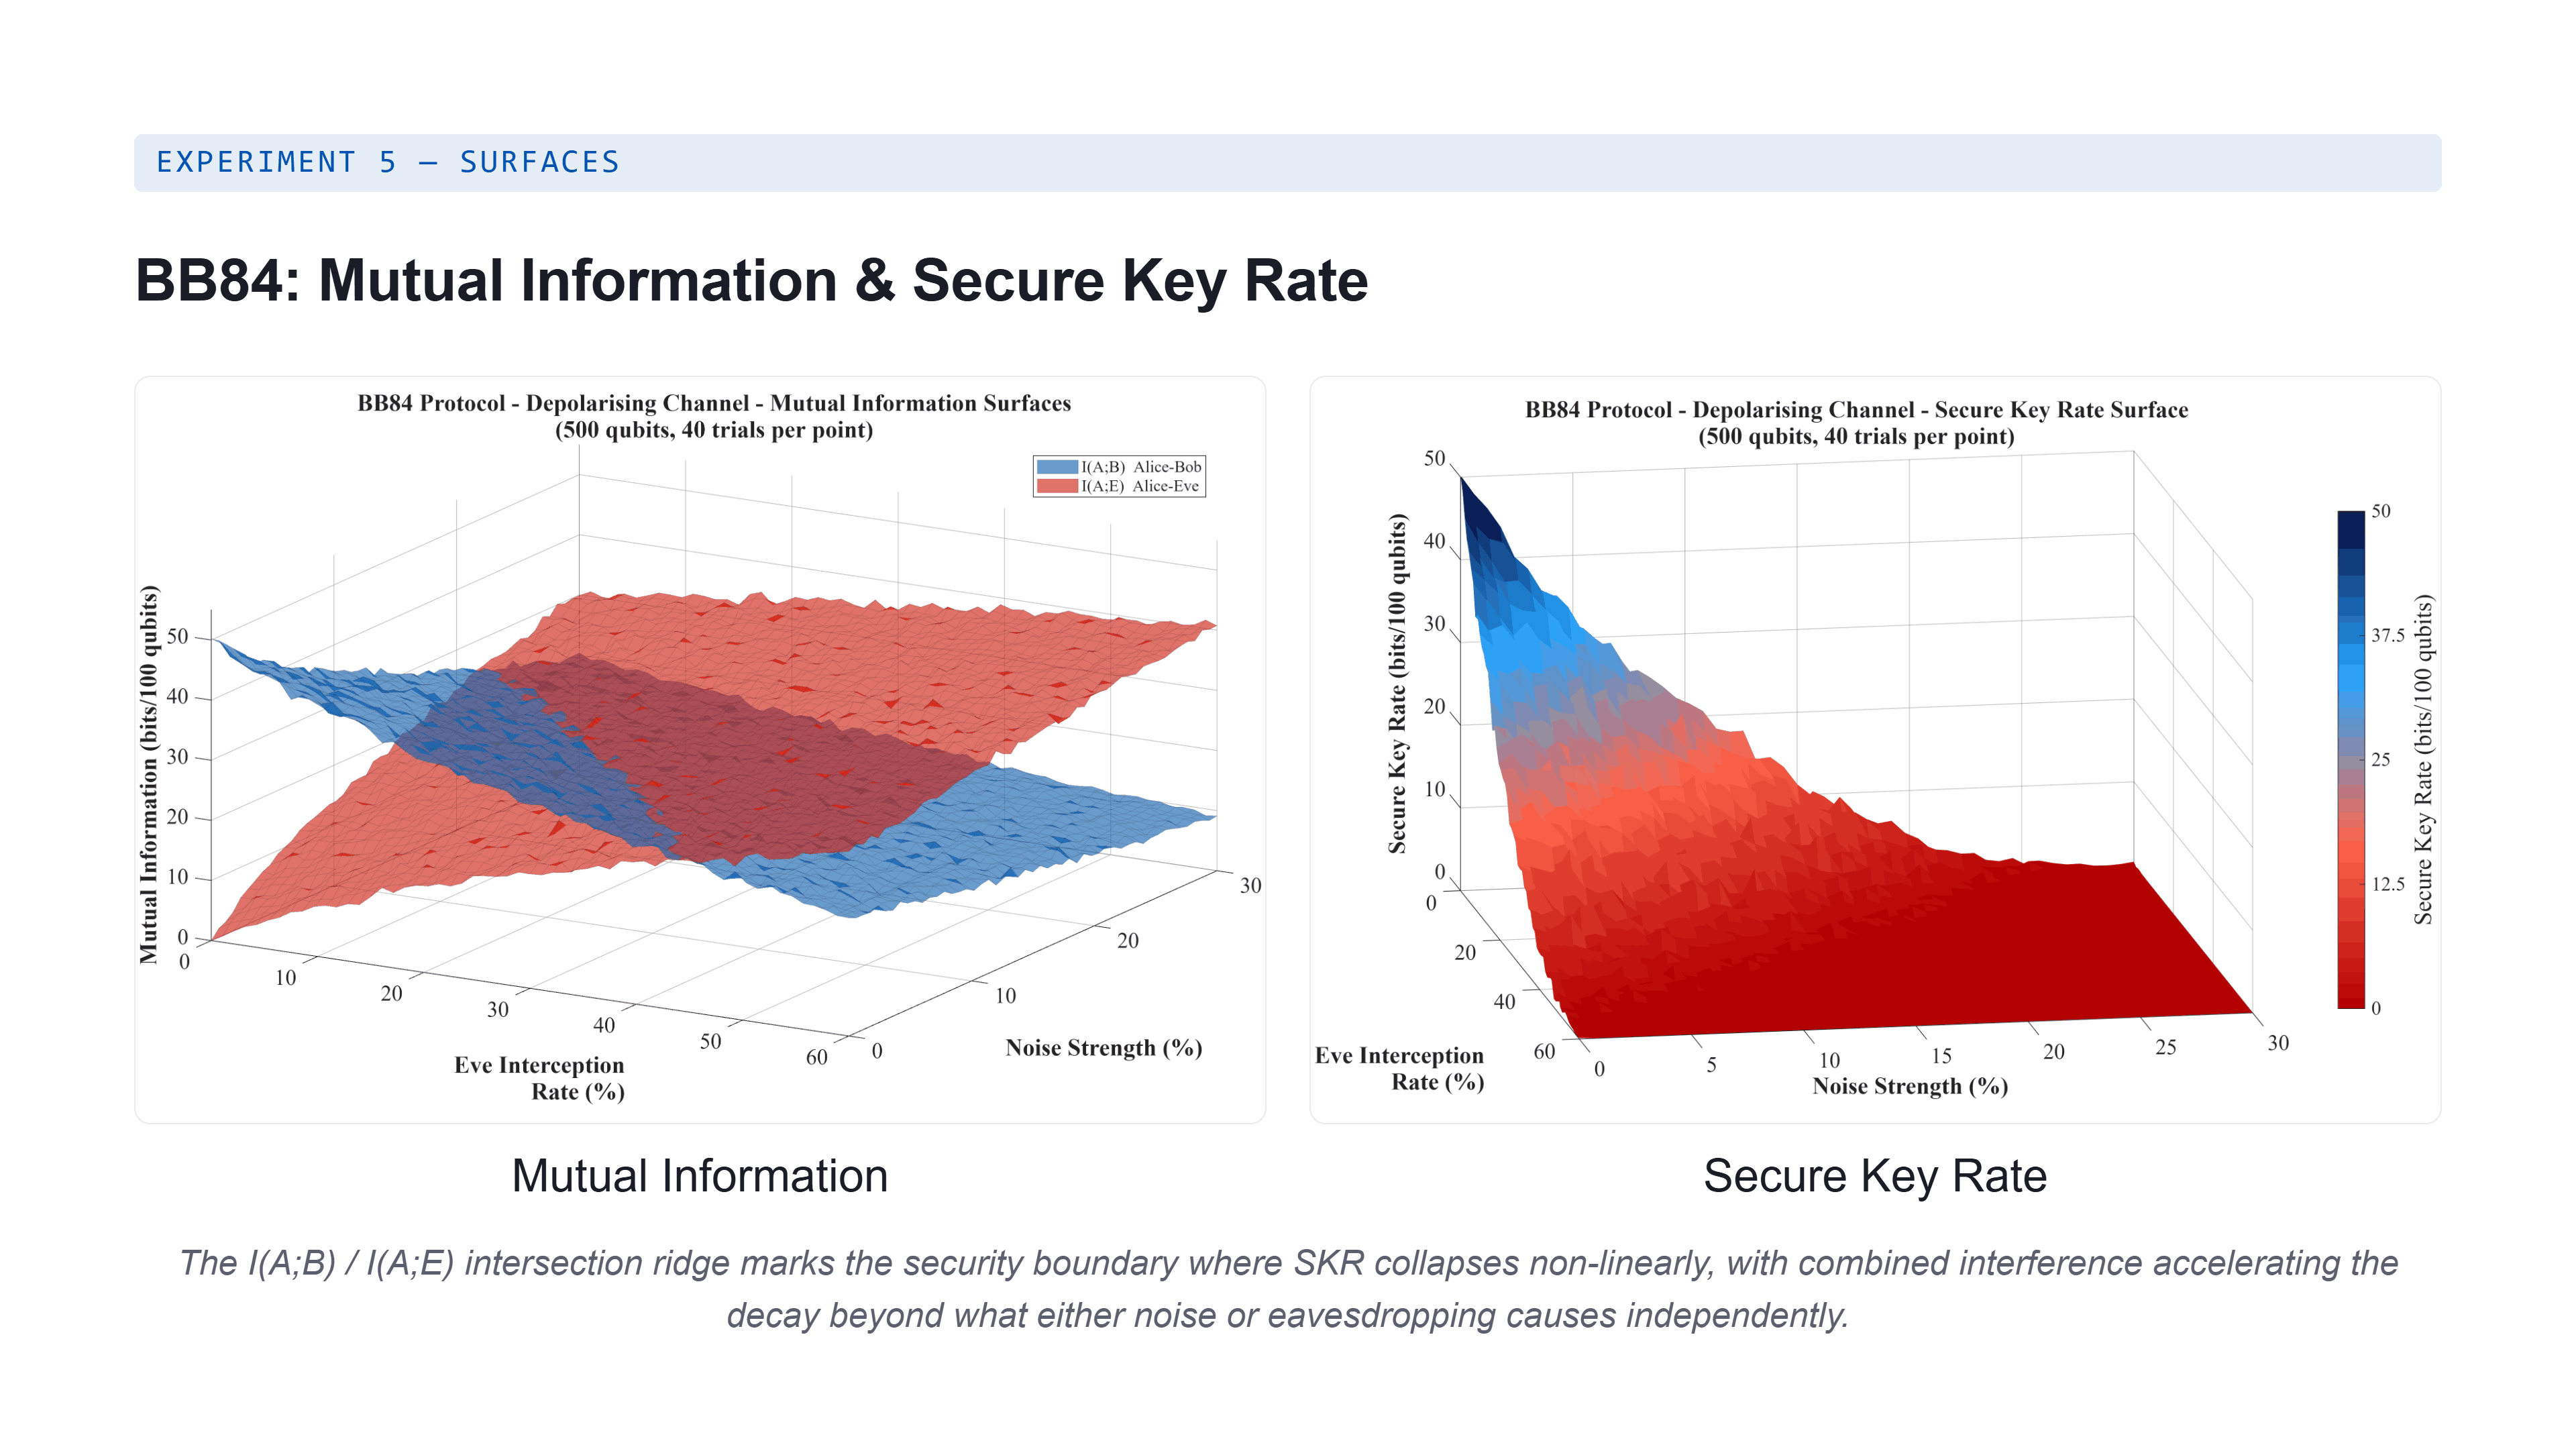 EXPERIMENT 5 — SURFACES
BB84: Mutual Information & Secure Key Rate
BB84 Protocol - Depolarising Channel - Mutual Information Surfaces
(500 qubits, 40 trials per point)
I(A;B) Alice-Bob
I(A;E) Alice-Eve
Mutual Information (bits/100 qubits)
50
40
30
20
10
0
0
10
20
30
40
50
60
Eve Interception
Rate (%)
0
10
20
30
Noise Strength (%)
BB84 Protocol - Depolarising Channel - Secure Key Rate Surface
(500 qubits, 40 trials per point)
Secure Key Rate (bits/100 qubits)
50
40
30
20
10
0
0
20
40
60
Eve Interception
Rate (%)
0
5
10
15
20
25
30
Noise Strength (%)
50
37.5
25
12.5
0
Secure Key Rate (bits/100 qubits)
Mutual Information
Secure Key Rate
The I(A;B) / I(A;E) intersection ridge marks the security boundary where SKR collapses non-linearly, with combined interference accelerating the
decay beyond what either noise or eavesdropping causes independently.